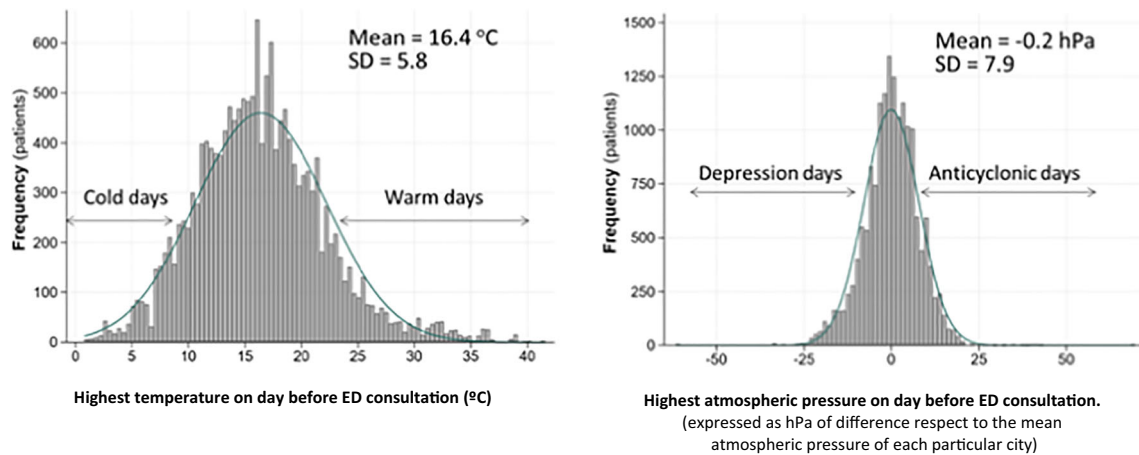 Mean = 16.4 ºC
SD = 5.8
Cold days
Warm days
Frequency (patients)
600
500
400
300
200
100
0
0 5 10 15 20 25 30 35 40
Highest temperature on day before ED consultation (ºC)
Mean = -0.2 hPa
SD = 7.9
Depression days
Anticyclonic days
Frequency (patients)
1500
1250
1000
750
500
250
0
-50 -25 0 25 50
Highest atmospheric pressure on day before ED consultation.
(expressed as hPa of difference respect to the mean
atmospheric pressure of each particular city)